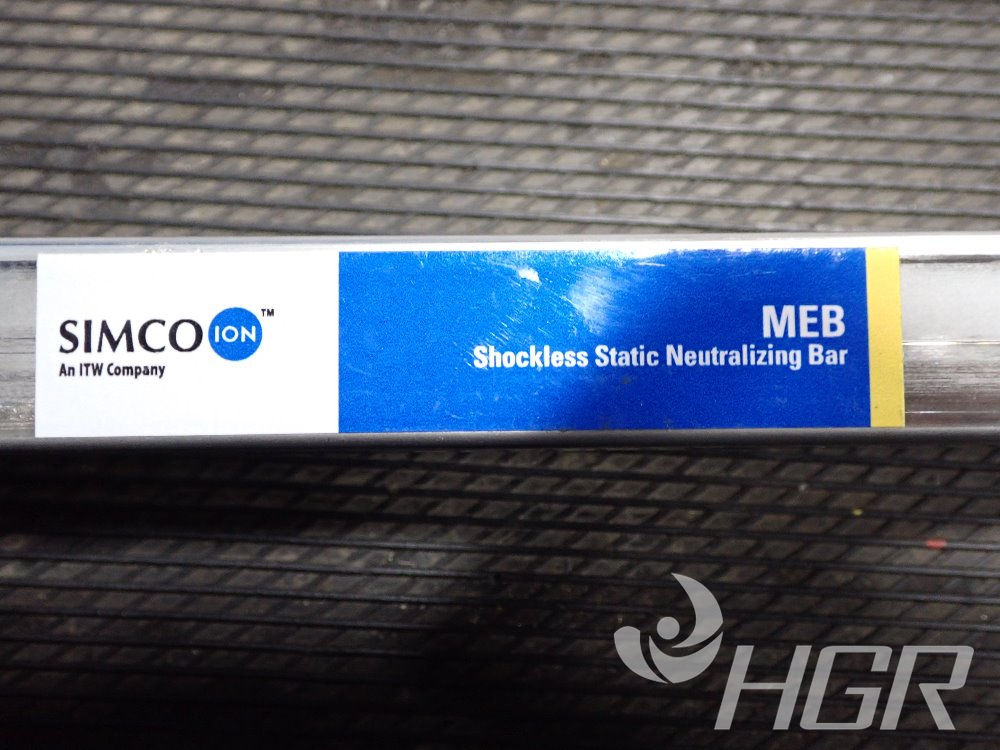 SIMCO ION™
An ITW Company
MEB
Shockless Static Neutralizing Bar
HGR